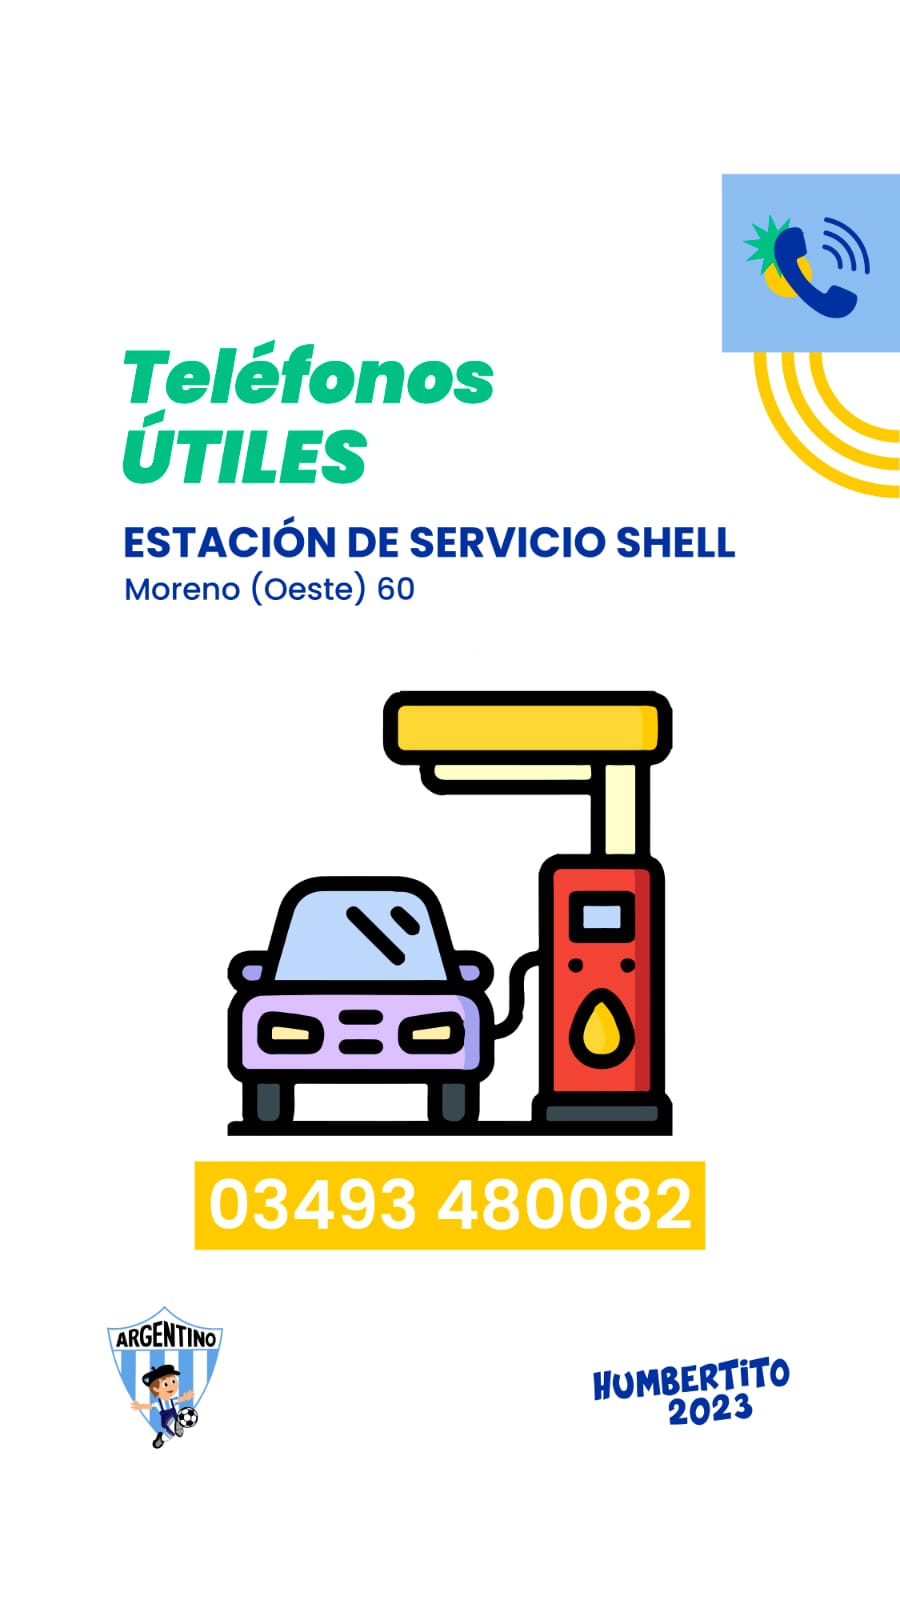 Teléfonos
ÚTILES
ESTACIÓN DE SERVICIO SHELL
Moreno (Oeste) 60
03493 480082
ARGENTINO
HUMBERTiTO
2023